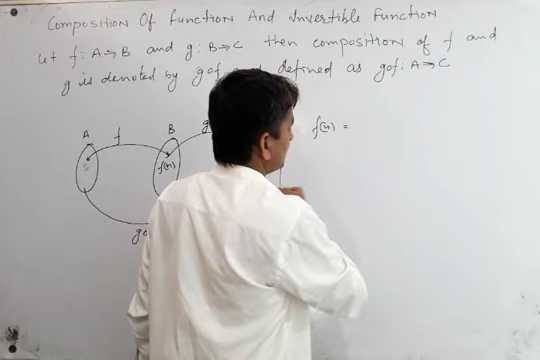 Composition Of function And Invertible Function
Let f: A→B and g: B→C then composition of f and
g is denoted by gof defined as gof: A→C
A f B g
f(x) =
f(x)